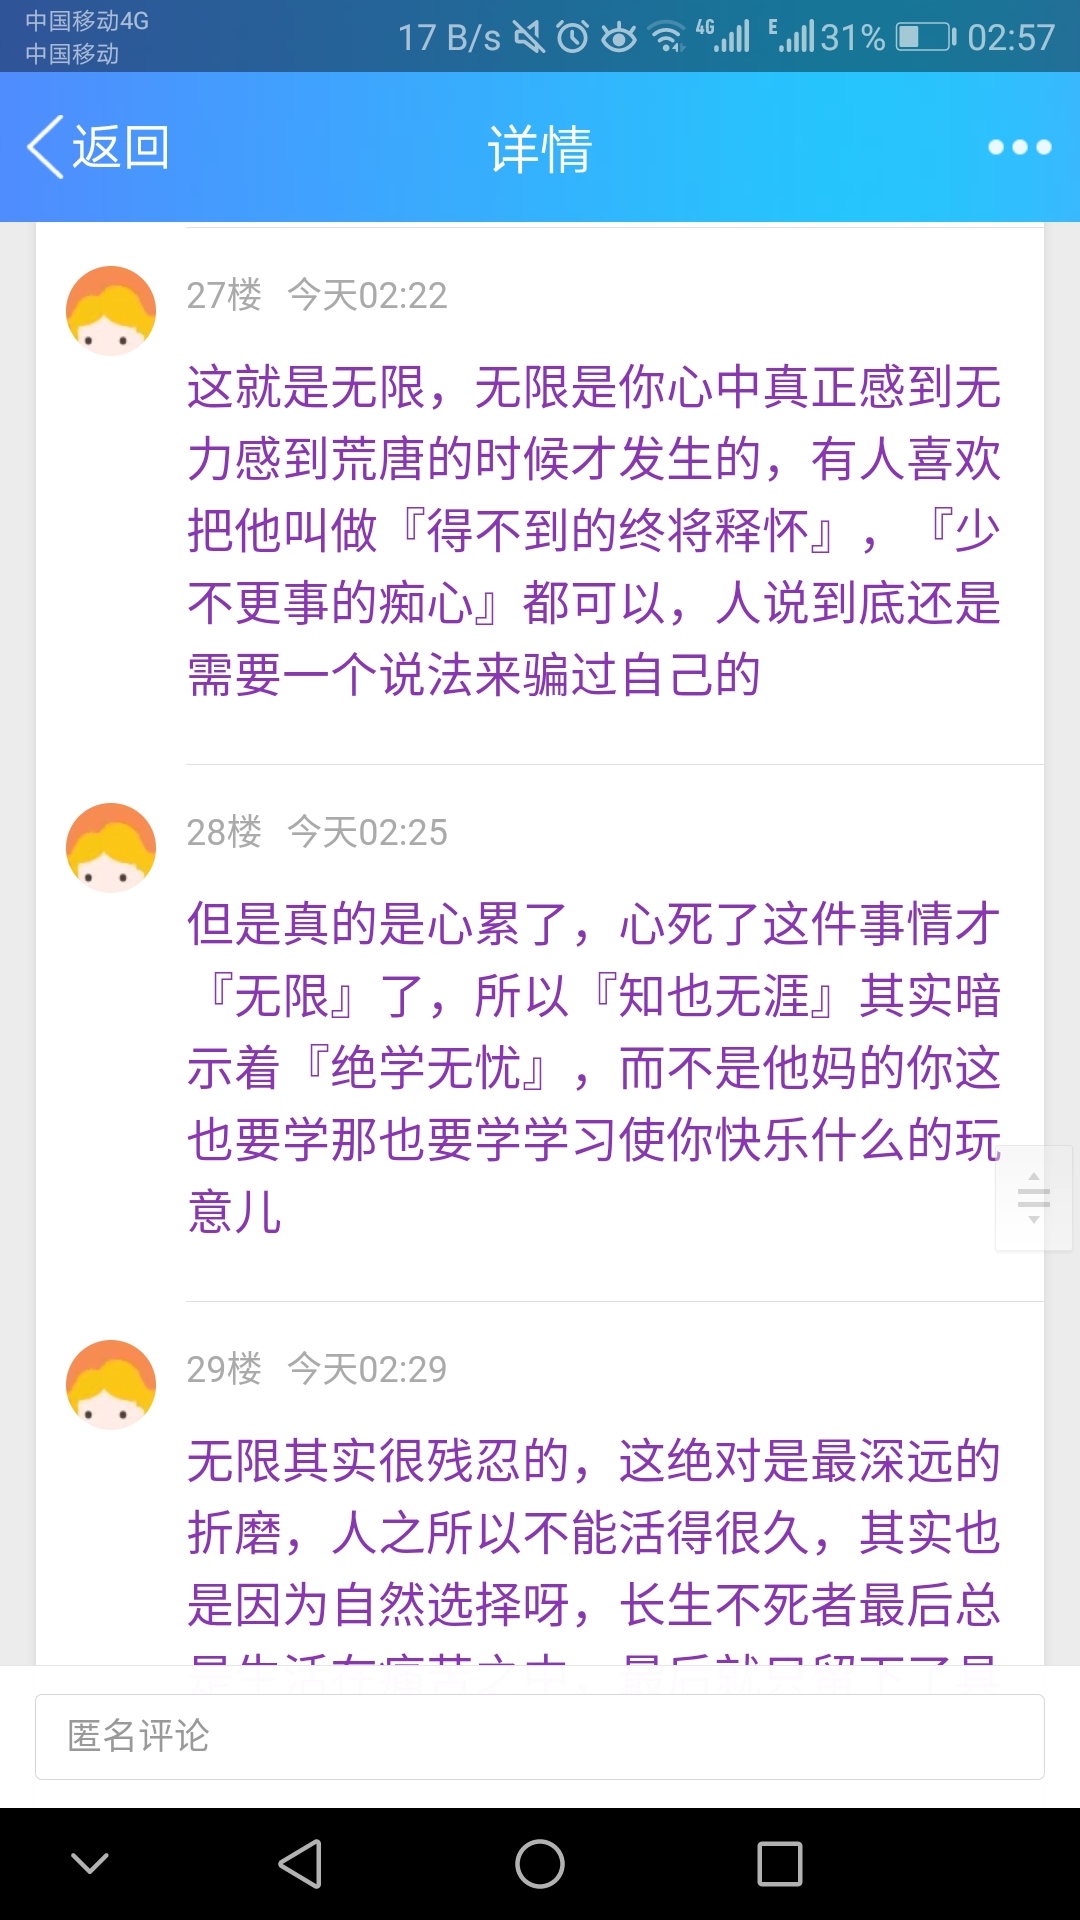 中国移动4G
中国移动
17 B/s
4G
E
31%
02:57
返回
详情
27楼 今天02:22
这就是无限，无限是你心中真正感到无
力感到荒唐的时候才发生的，有人喜欢
把他叫做『得不到的终将释怀』，『少
不更事的痴心』都可以，人说到底还是
需要一个说法来骗过自己的
28楼 今天02:25
但是真的是心累了，心死了这件事情才
『无限』了，所以『知也无涯』其实暗
示着『绝学无忧』，而不是他妈的你这
也要学那也要学学习使你快乐什么的玩
意儿
29楼 今天02:29
无限其实很残忍的，这绝对是最深远的
折磨，人之所以不能活得很久，其实也
是因为自然选择呀，长生不死者最后总
匿名评论